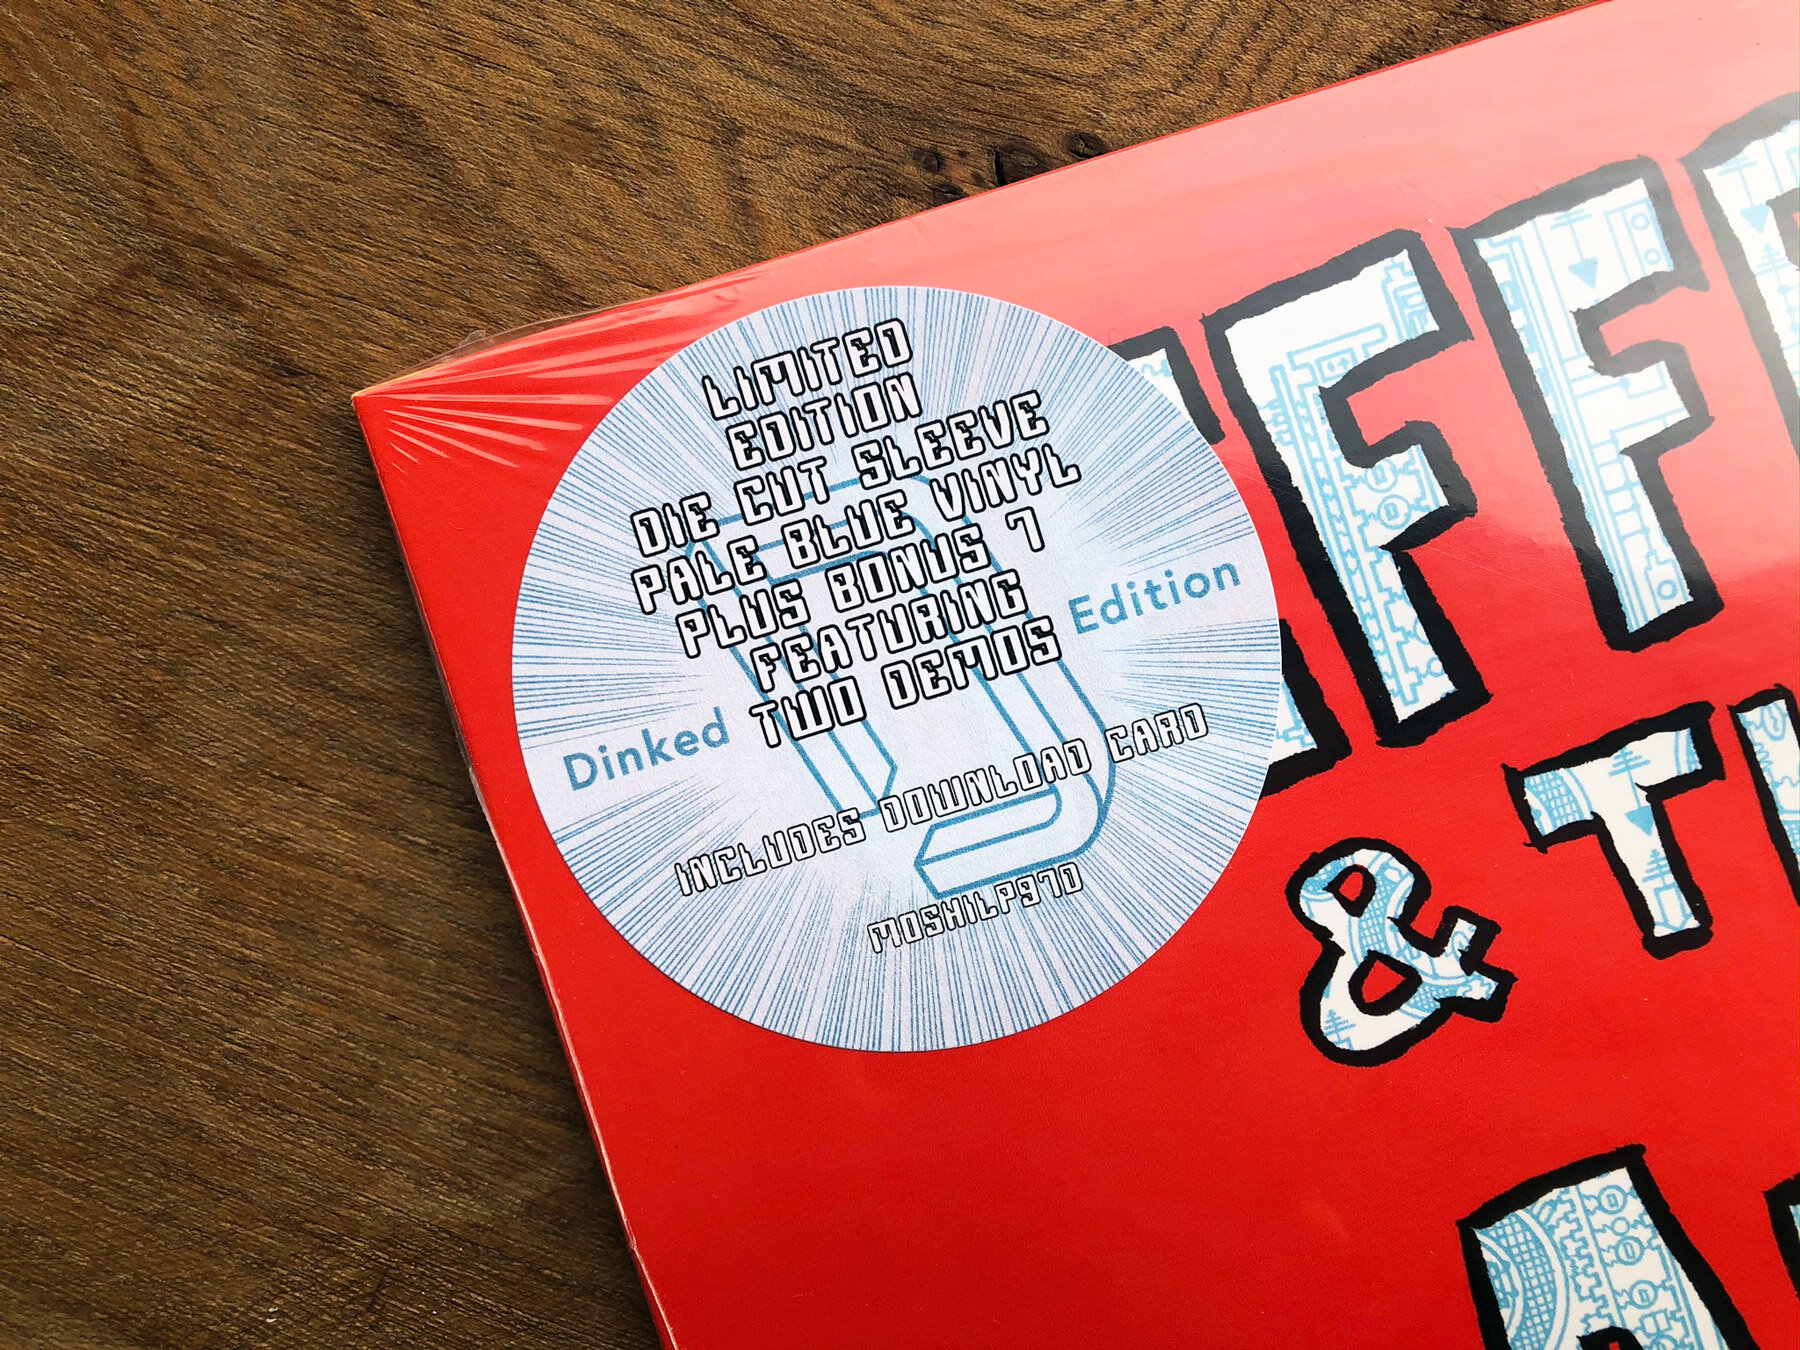 LIMITED
EDITION
DIE CUT SLEEVE
PALE BLUE VINYL
PLUS BONUS 7
FEATURING
TWO DEMOS
Dinked Edition
INCLUDES DOWNLOAD CARD
MOSHILP97D
EFF
& T